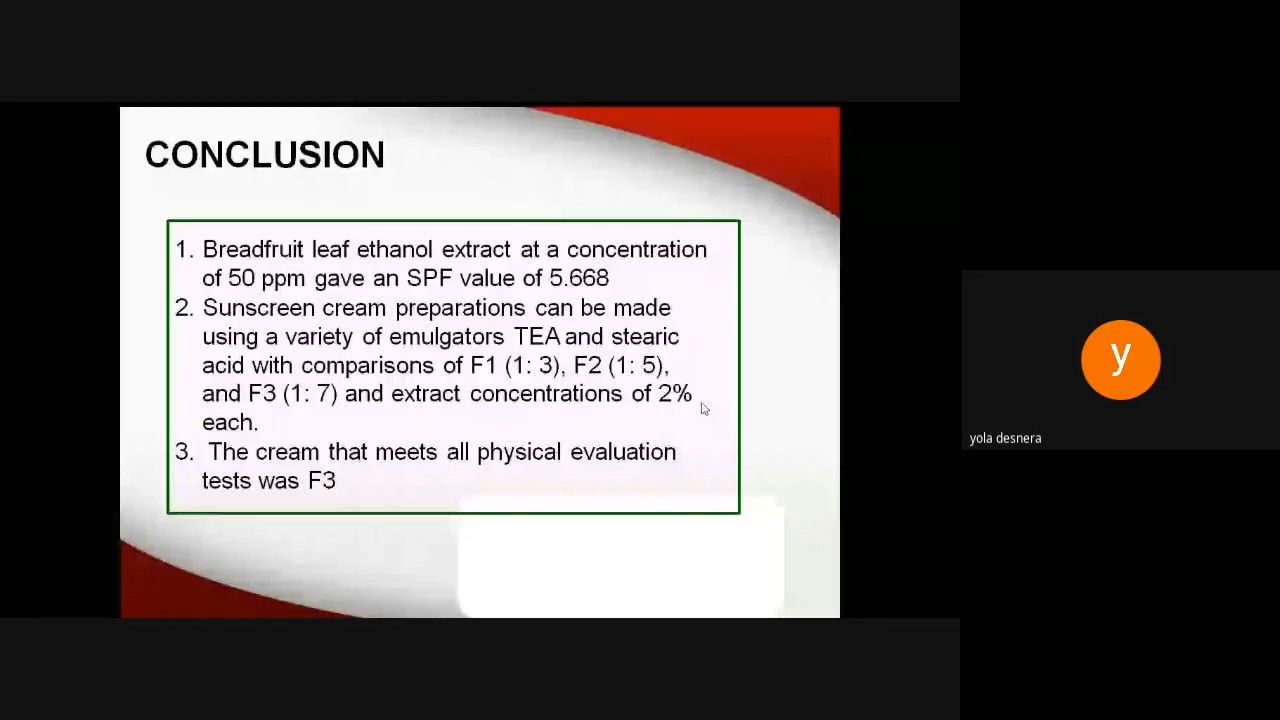 CONCLUSION
1. Breadfruit leaf ethanol extract at a concentration
of 50 ppm gave an SPF value of 5.668
2. Sunscreen cream preparations can be made
using a variety of emulgators TEA and stearic
acid with comparisons of F1 (1: 3), F2 (1: 5),
and F3 (1: 7) and extract concentrations of 2%
each.
3. The cream that meets all physical evaluation
tests was F3
y
yola desnera